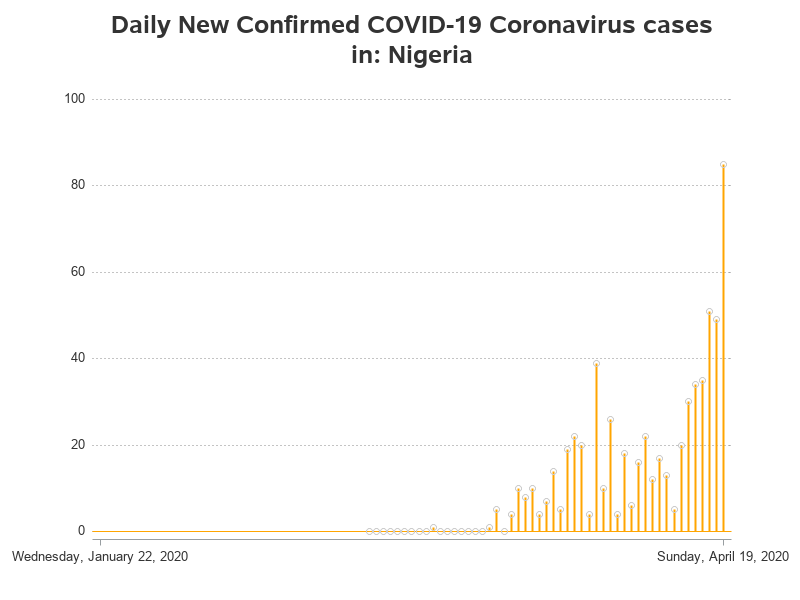 Daily New Confirmed COVID-19 Coronavirus cases
in: Nigeria
100
80
60
40
20
0
Wednesday, January 22, 2020
Sunday, April 19, 2020